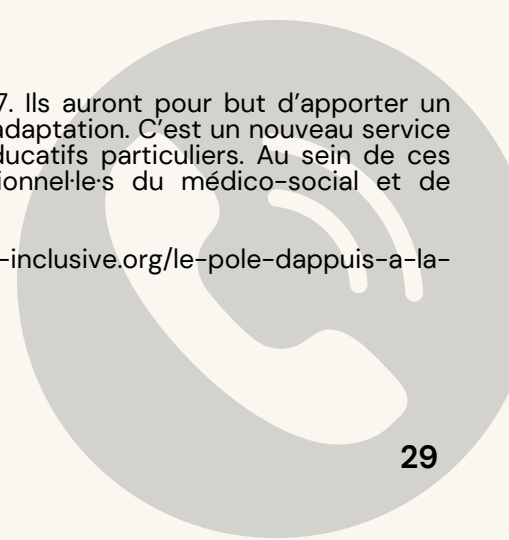 7. Ils auront pour but d’apporter un
adaptation. C’est un nouveau service
ducatifs particuliers. Au sein de ces
ionnel·le·s du médico-social et de
-inclusive.org/le-pole-dappuis-a-la-
29